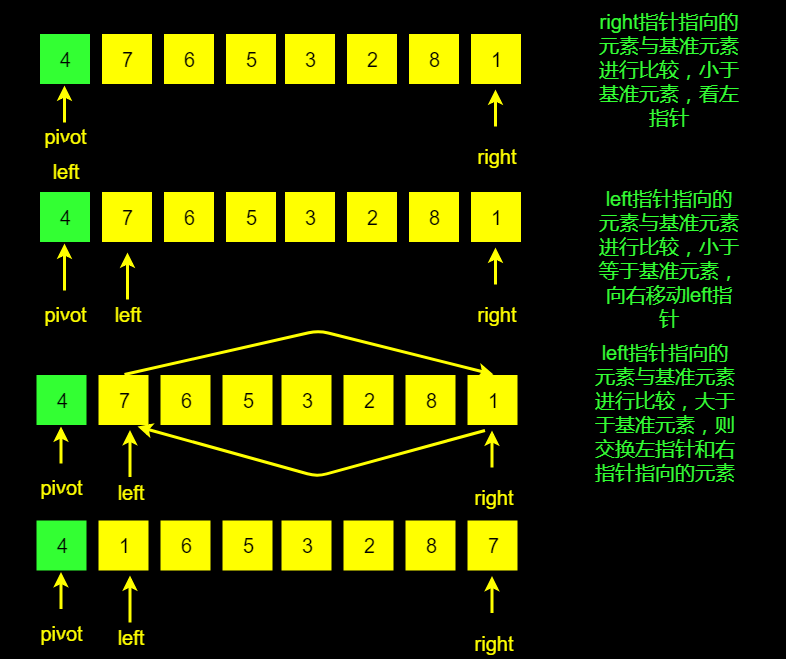 4 7 6 5 3 2 8 1
pivot
left
right
right指针指向的
元素与基准元素
进行比较，小于
基准元素，看左
指针
4 7 6 5 3 2 8 1
pivot left right
left指针指向的
元素与基准元素
进行比较，小于
等于基准元素，
向右移动left指
针
4 7 6 5 3 2 8 1
pivot left right
left指针指向的
元素与基准元素
进行比较，大于
于基准元素，则
交换左指针和右
指针指向的元素
4 1 6 5 3 2 8 7
pivot left right